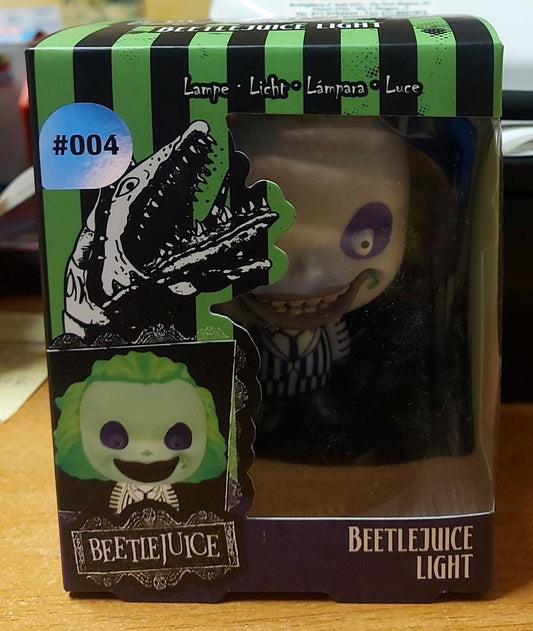 BEETLEJUICE LIGHT
Lampe • Licht • Lámpara • Luce
#004
BEETLEJUICE
BEETLEJUICE
LIGHT